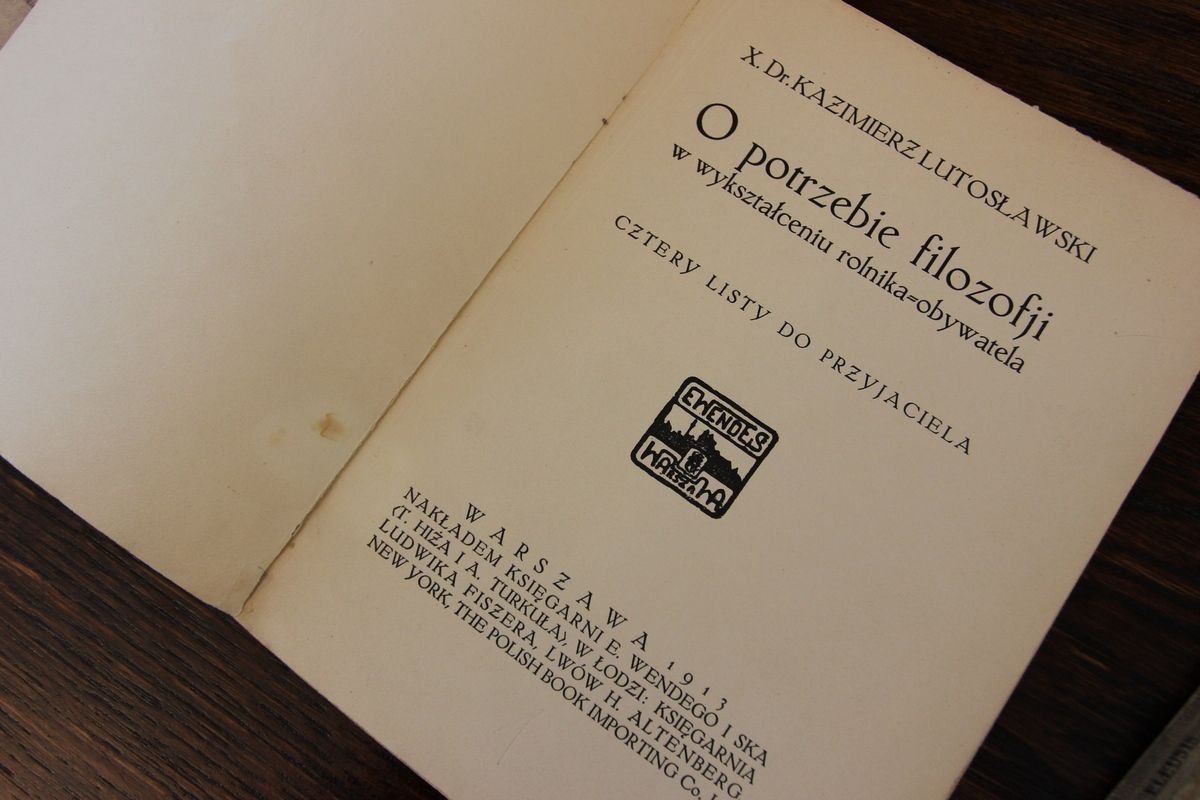 X. Dr. KAZIMIERZ LUTOSŁAWSKI
O potrzebie filozofji
w wykształceniu rolnika=obywatela
CZTERY LISTY DO PRZYJACIELA
EWENDES
WARSZAWA
WARSZAWA 1913
NAKŁADEM KSIĘGARNI E. WENDEGO I SKA
(T. HIŻA I A. TURKUŁA), W ŁODZI: KSIĘGARNIA
LUDWIKA FISZERA, LWÓW H. ALTENBERG
NEW YORK, THE POLISH BOOK IMPORTING Co.,